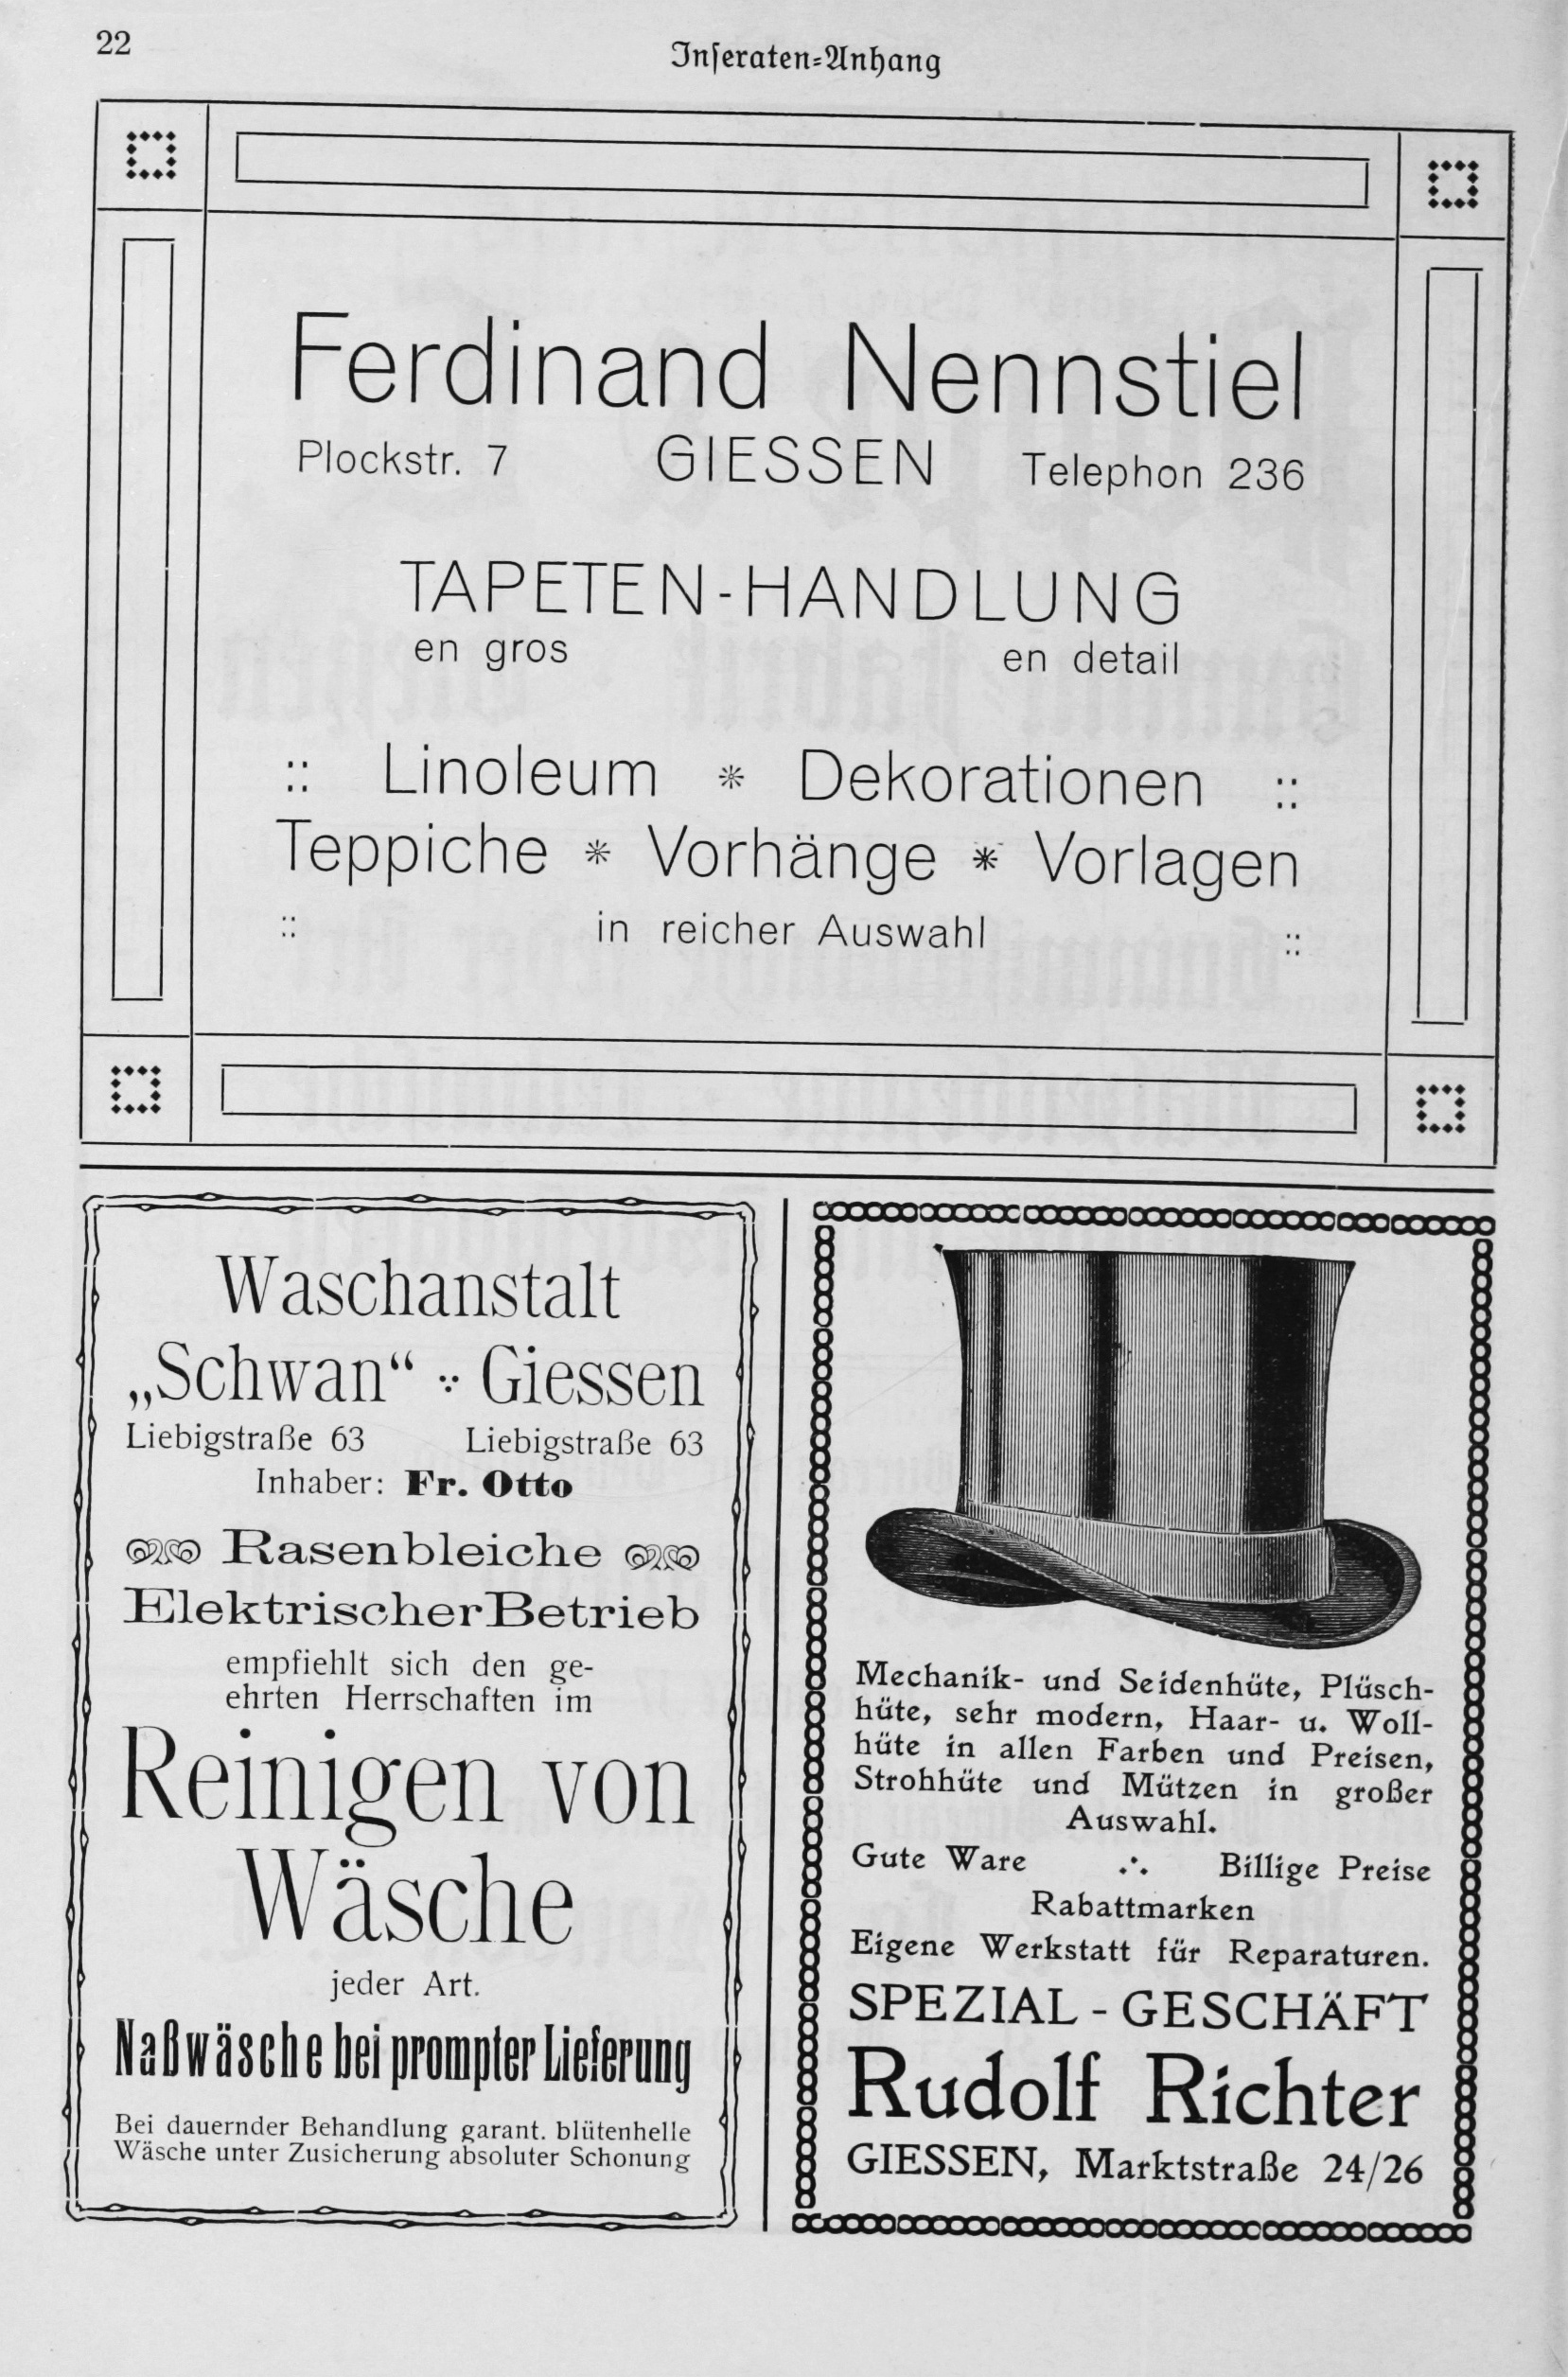 22
Inseraten-Anhang
Ferdinand Nennstiel
Plockstr. 7 GIESSEN Telephon 236
TAPETEN-HANDLUNG
en gros en detail
:: Linoleum * Dekorationen ::
Teppiche * Vorhänge * Vorlagen
:: in reicher Auswahl ::
Waschanstalt
„Schwan“ Giessen
Liebigstraße 63 Liebigstraße 63
Inhaber: Fr. Otto
Rasenbleiche
Elektrischer Betrieb
empfiehlt sich den ge-
ehrten Herrschaften im
Reinigen von
Wäsche
jeder Art.
Naßwäsche bei prompter Lieferung
Bei dauernder Behandlung garant. blütenhelle
Wäsche unter Zusicherung absoluter Schonung
Mechanik- und Seidenhüte, Plüsch-
hüte, sehr modern, Haar- u. Woll-
hüte in allen Farben und Preisen,
Strohhüte und Mützen in großer
Auswahl.
Gute Ware ∴ Billige Preise
Rabattmarken
Eigene Werkstatt für Reparaturen.
SPEZIAL-GESCHÄFT
Rudolf Richter
GIESSEN, Marktstraße 24/26